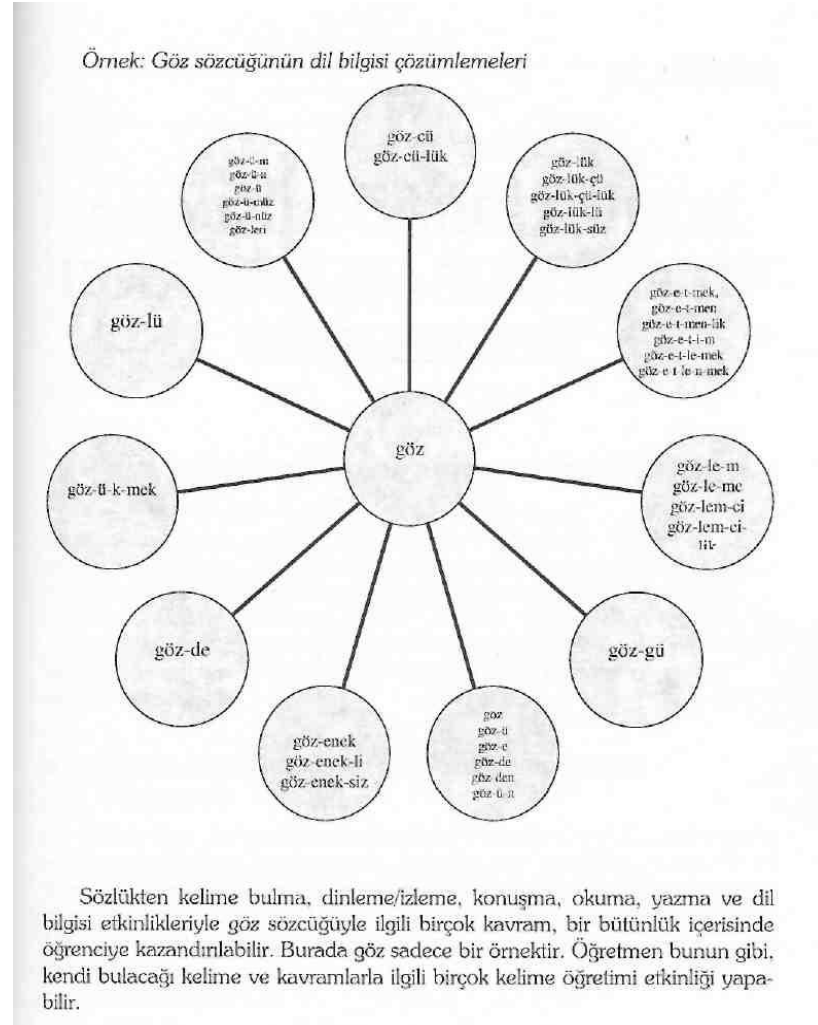 Örnek: Göz sözcüğünün dil bilgisi çözümlemeleri
göz-cü
göz-cü-lük
göz-ü-m
göz-ü-n
göz-ü
göz-ü-müz
göz-ü-nüz
göz-leri
göz-lük
göz-lük-çü
göz-lük-çü-lük
göz-lük-lü
göz-lük-süz
göz-lü
göz-e-t-mek,
göz-e-t-men
göz-e-t-men-lik
göz-e-t-i-m
göz-e-t-le-mek
göz-e-t-le-n-mek
göz
göz-ü-k-mek
göz-le-m
göz-le-me
göz-lem-ci
göz-lem-ci-
lik
göz-de
göz-gü
göz-enek
göz-enek-li
göz-enek-siz
göz
göz-ü
göz-e
göz-de
göz-den
göz-ü-n
Sözlükten kelime bulma, dinleme/izleme, konuşma, okuma, yazma ve dil
bilgisi etkinlikleriyle göz sözcüğüyle ilgili birçok kavram, bir bütünlük içerisinde
öğrenciye kazandırılabilir. Burada göz sadece bir örnektir. Öğretmen bunun gibi,
kendi bulacağı kelime ve kavramlarla ilgili birçok kelime öğretimi etkinliği yapa-
bilir.